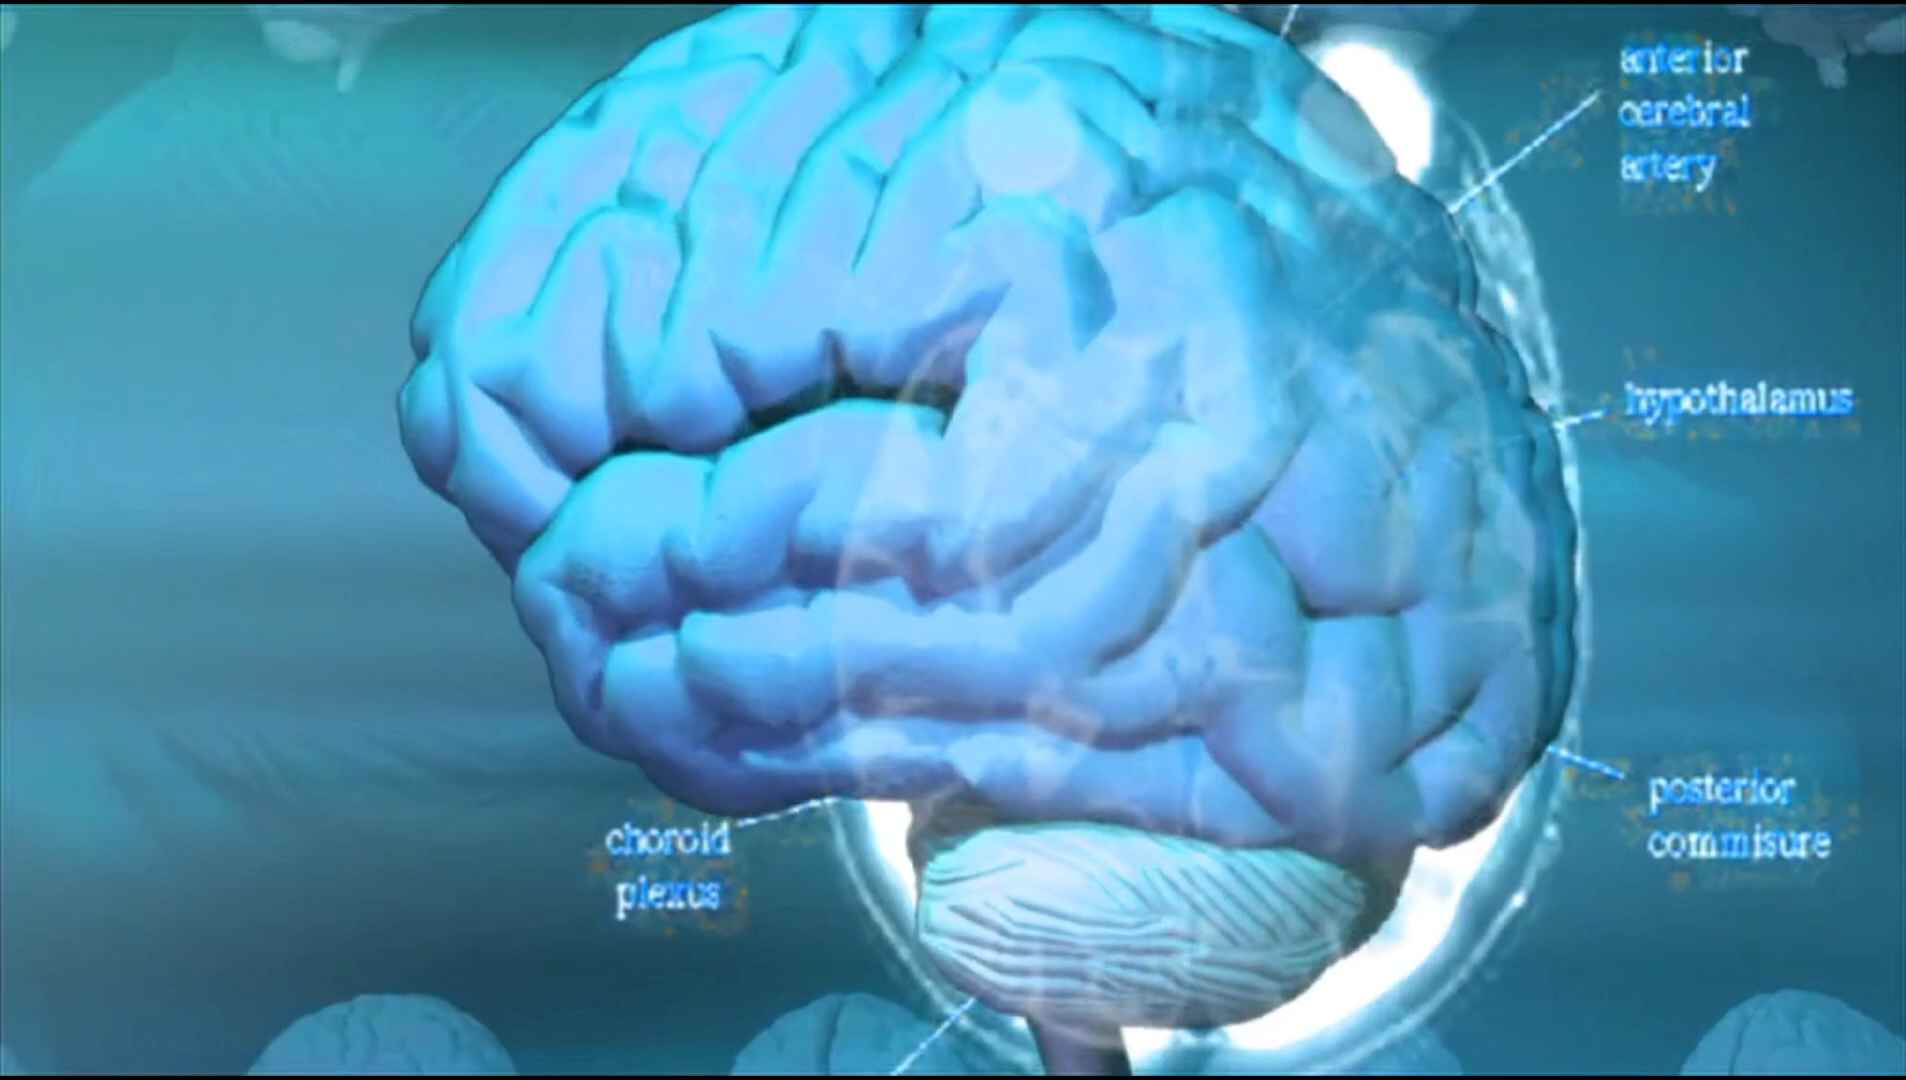 anterior
cerebral
artery
hypothalamus
posterior
commisure
choroid
plexus